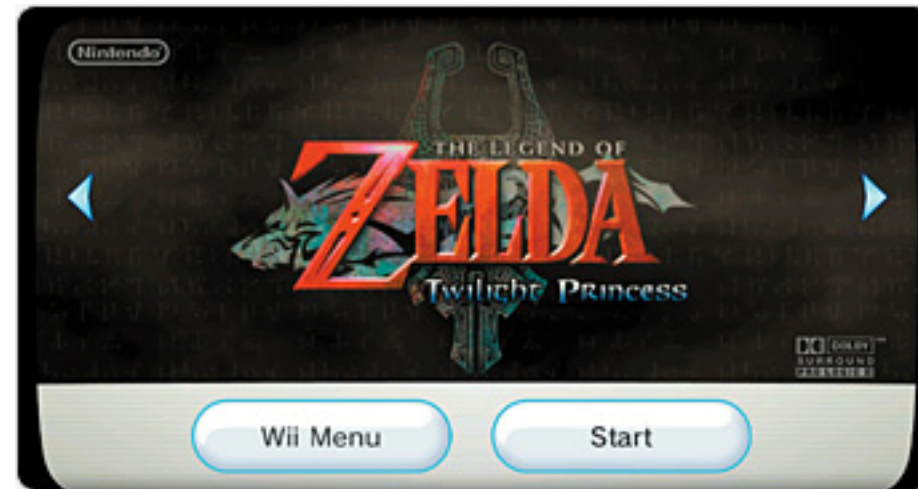 Nintendo
THE LEGEND OF
ZELDA
Twilight Princess
DOLBY
SURROUND
PRO LOGIC II
Wii Menu
Start